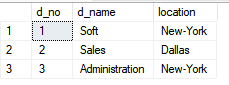 d_no d_name location
1 1 Soft New-York
2 2 Sales Dallas
3 3 Administration New-York